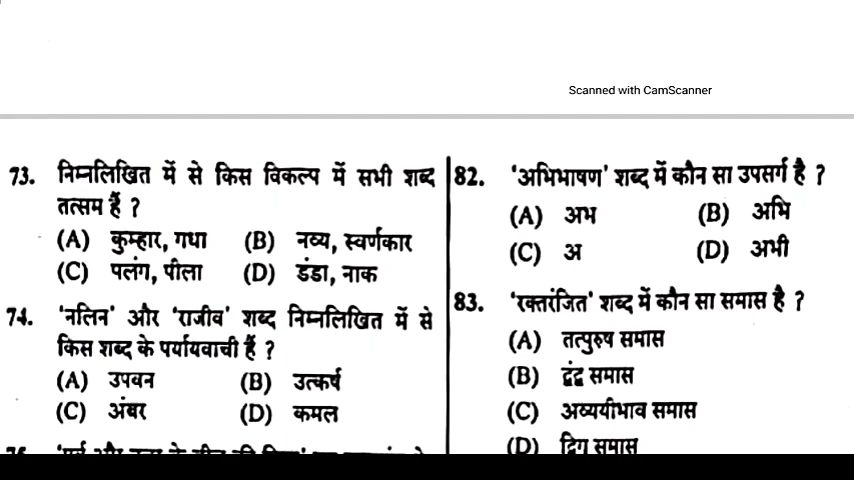 Scanned with CamScanner
73. निम्नलिखित में से किस विकल्प में सभी शब्द
तत्सम हैं ?
(A) कुम्हार, गधा (B) नव्य, स्वर्णकार
(C) पलंग, पीला (D) डंडा, नाक
74. 'नलिन' और 'राजीव' शब्द निम्नलिखित में से
किस शब्द के पर्यायवाची हैं ?
(A) उपवन (B) उत्कर्ष
(C) अंबर (D) कमल
82. 'अभिभाषण' शब्द में कौन सा उपसर्ग है ?
(A) अभ (B) अभि
(C) अ (D) अभी
83. 'रक्तरंजित' शब्द में कौन सा समास है ?
(A) तत्पुरुष समास
(B) द्वंद्व समास
(C) अव्ययीभाव समास
(D) द्विगु समास